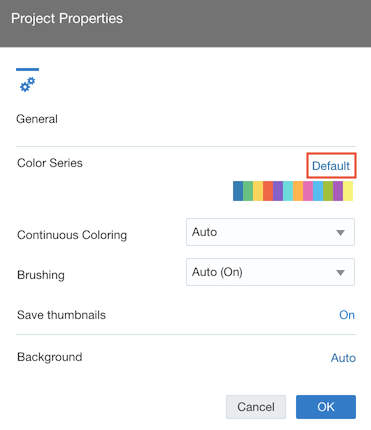 Project Properties
General
Color Series
Default
Continuous Coloring
Auto
Brushing
Auto (On)
Save thumbnails
On
Background
Auto
Cancel
OK